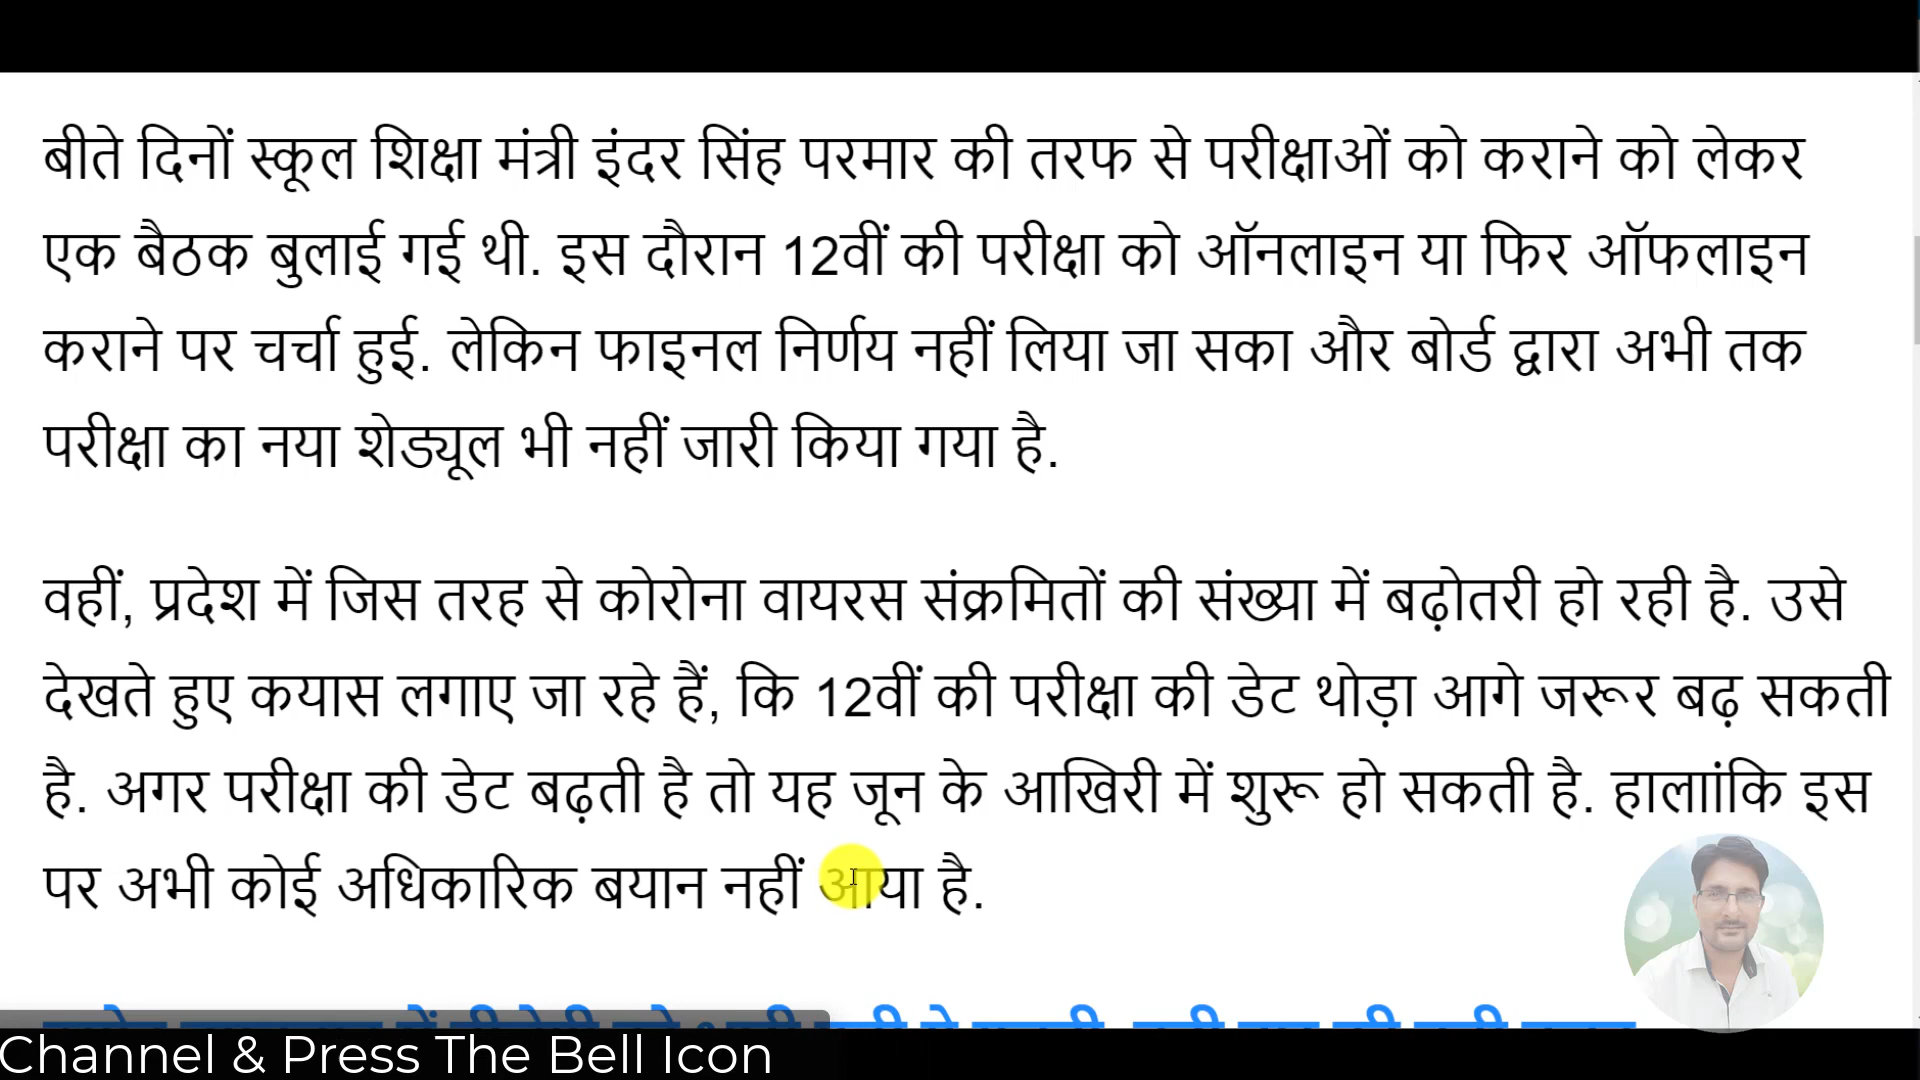 बीते दिनों स्कूल शिक्षा मंत्री इंदर सिंह परमार की तरफ से परीक्षाओं को कराने को लेकर
एक बैठक बुलाई गई थी. इस दौरान 12वीं की परीक्षा को ऑनलाइन या फिर ऑफलाइन
कराने पर चर्चा हुई. लेकिन फाइनल निर्णय नहीं लिया जा सका और बोर्ड द्वारा अभी तक
परीक्षा का नया शेड्यूल भी नहीं जारी किया गया है.
वहीं, प्रदेश में जिस तरह से कोरोना वायरस संक्रमितों की संख्या में बढ़ोतरी हो रही है. उसे
देखते हुए कयास लगाए जा रहे हैं, कि 12वीं की परीक्षा की डेट थोड़ा आगे जरूर बढ़ सकती
है. अगर परीक्षा की डेट बढ़ती है तो यह जून के आखिरी में शुरू हो सकती है. हालाांकि इस
पर अभी कोई अधिकारिक बयान नहीं आया है.
Channel & Press The Bell Icon